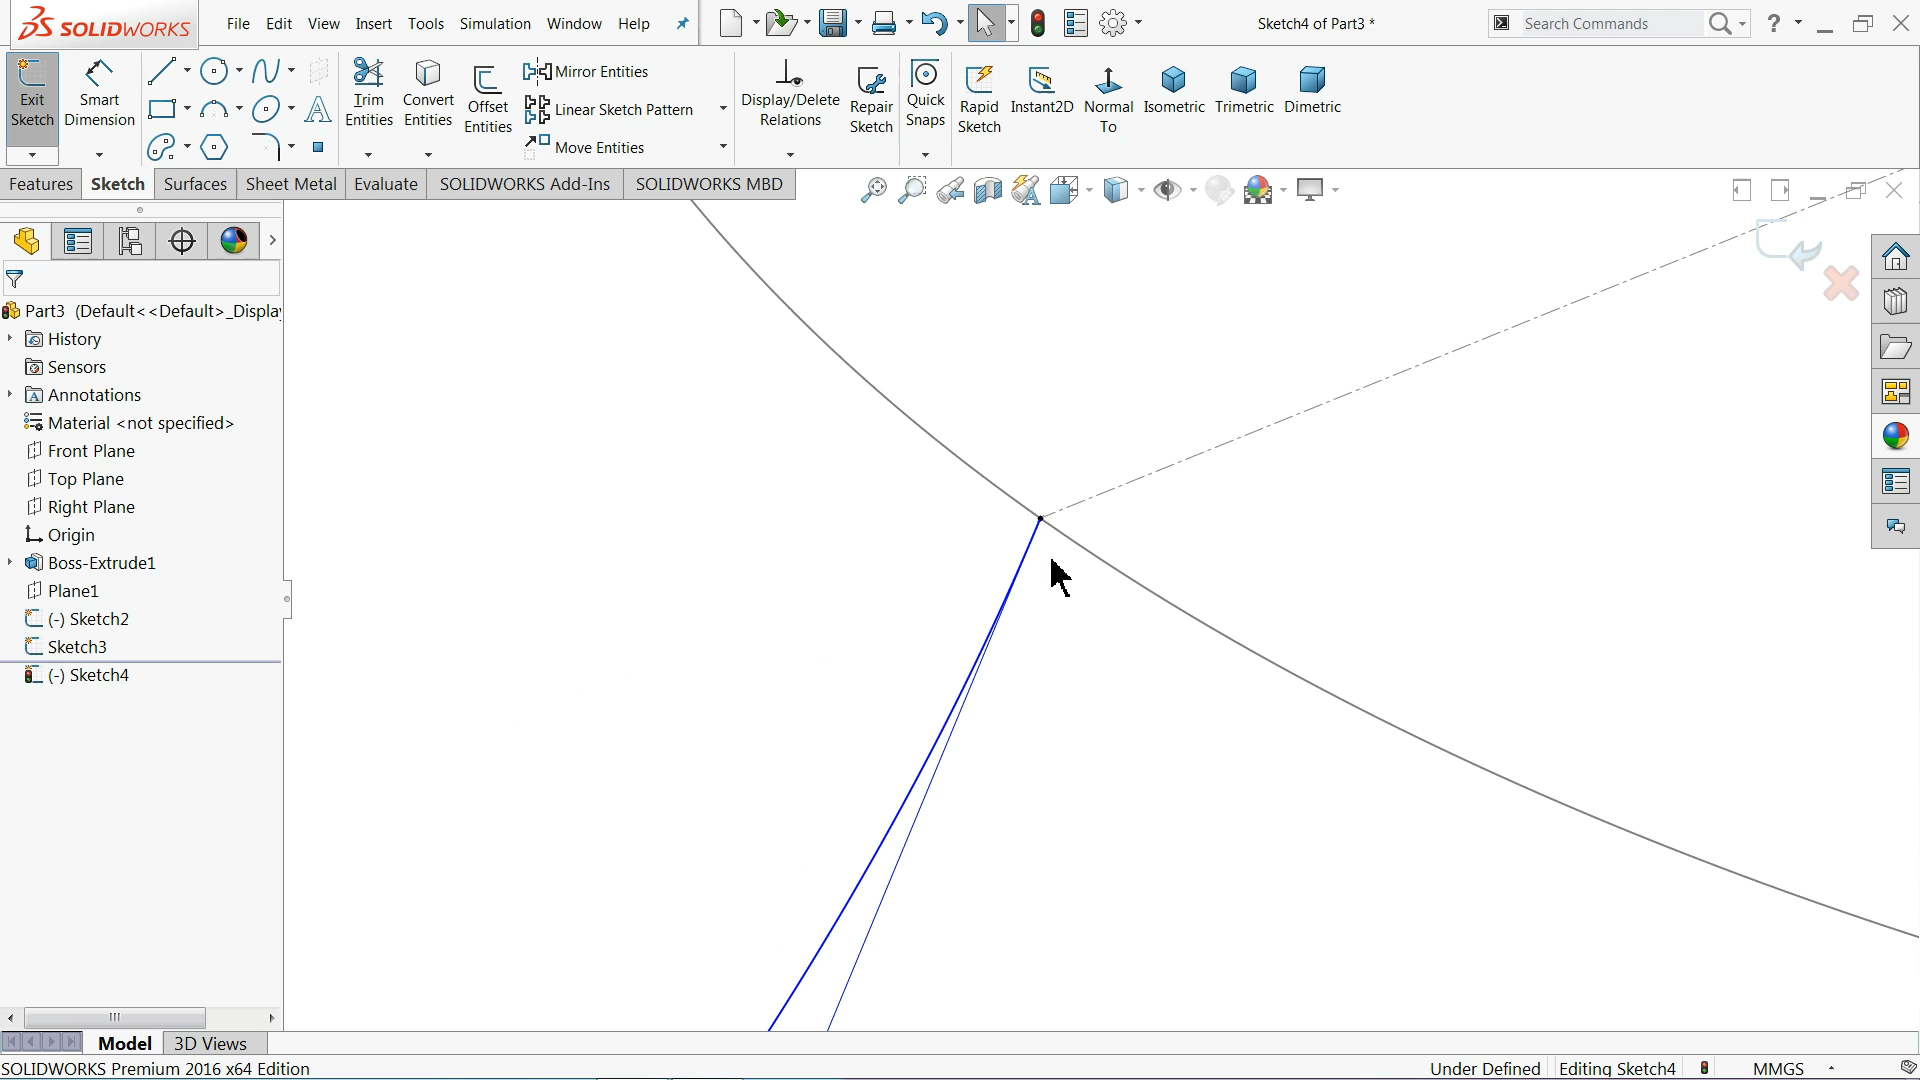 SOLIDWORKS File Edit View Insert Tools Simulation Window Help Sketch4 of Part3 * Search Commands ?
Exit Sketch
Smart Dimension
Trim Entities
Convert Entities
Offset Entities
Mirror Entities
Linear Sketch Pattern
Move Entities
Display/Delete Relations
Repair Sketch
Quick Snaps
Rapid Sketch
Instant2D
Normal To
Isometric
Trimetric
Dimetric
Features Sketch Surfaces Sheet Metal Evaluate SOLIDWORKS Add-Ins SOLIDWORKS MBD
Part3 (Default<<Default>_Displa
History
Sensors
Annotations
Material <not specified>
Front Plane
Top Plane
Right Plane
Origin
Boss-Extrude1
Plane1
(-) Sketch2
Sketch3
(-) Sketch4
Model 3D Views
SOLIDWORKS Premium 2016 x64 Edition Under Defined Editing Sketch4 MMGS